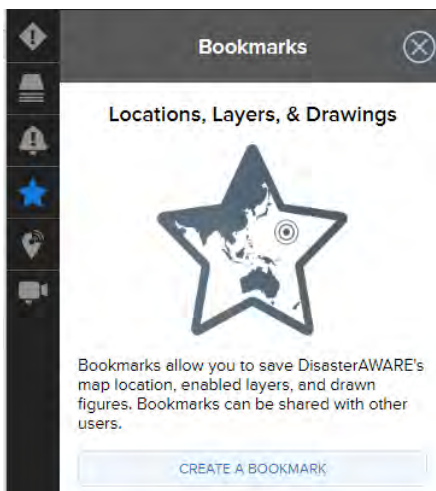 Bookmarks
Locations, Layers, & Drawings
Bookmarks allow you to save DisasterAWARE's
map location, enabled layers, and drawn
figures. Bookmarks can be shared with other
users.
CREATE A BOOKMARK